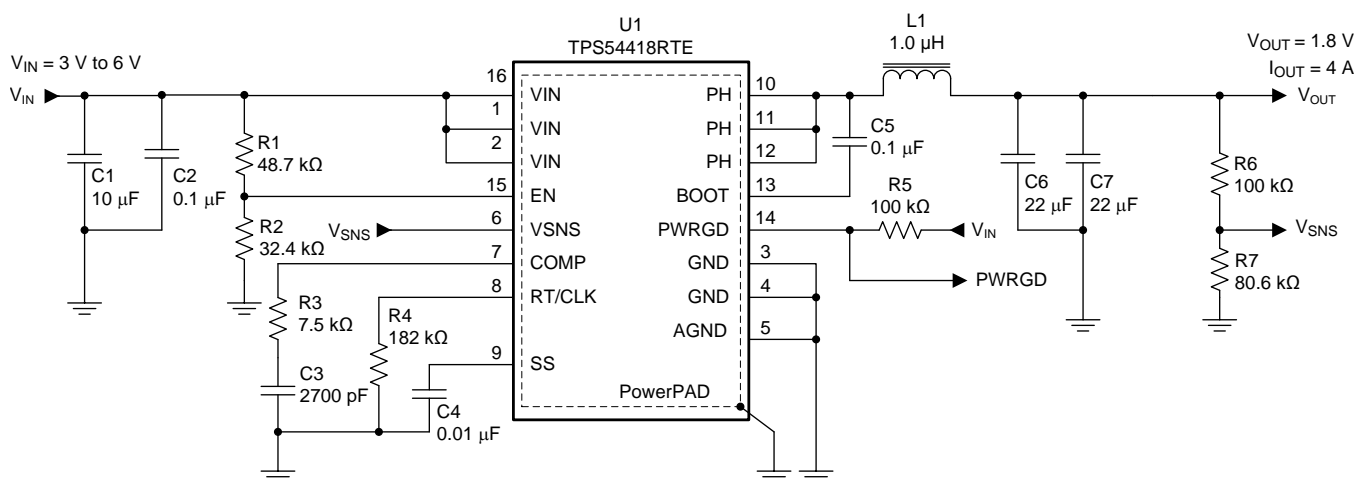 U1
TPS54418RTE
L1
1.0 µH
V_IN = 3 V to 6 V
V_IN
V_OUT = 1.8 V
I_OUT = 4 A
V_OUT
16 VIN PH 10
1 VIN PH 11
2 VIN PH 12
15 EN BOOT 13
6 VSNS PWRGD 14
7 COMP GND 3
8 RT/CLK GND 4
AGND 5
9 SS
PowerPAD
C1
10 µF
C2
0.1 µF
R1
48.7 kΩ
R2
32.4 kΩ
V_SNS
R3
7.5 kΩ
C3
2700 pF
R4
182 kΩ
C4
0.01 µF
C5
0.1 µF
R5
100 kΩ
V_IN
PWRGD
C6
22 µF
C7
22 µF
R6
100 kΩ
V_SNS
R7
80.6 kΩ